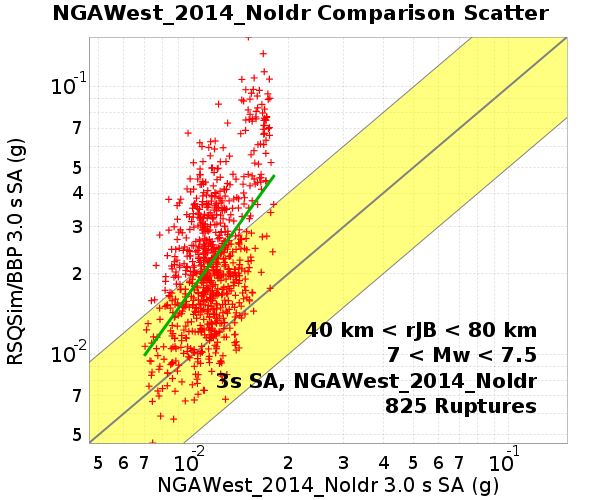 NGAWest_2014_NoIdr Comparison Scatter
RSQSim/BBP 3.0 s SA (g)
10^-1
7
5
4
3
2
10^-2
7
5
40 km < rJB < 80 km
7 < Mw < 7.5
3s SA, NGAWest_2014_NoIdr
825 Ruptures
5 6 7 10^-2 2 3 4 5 6 7 10^-1
NGAWest_2014_NoIdr 3.0 s SA (g)